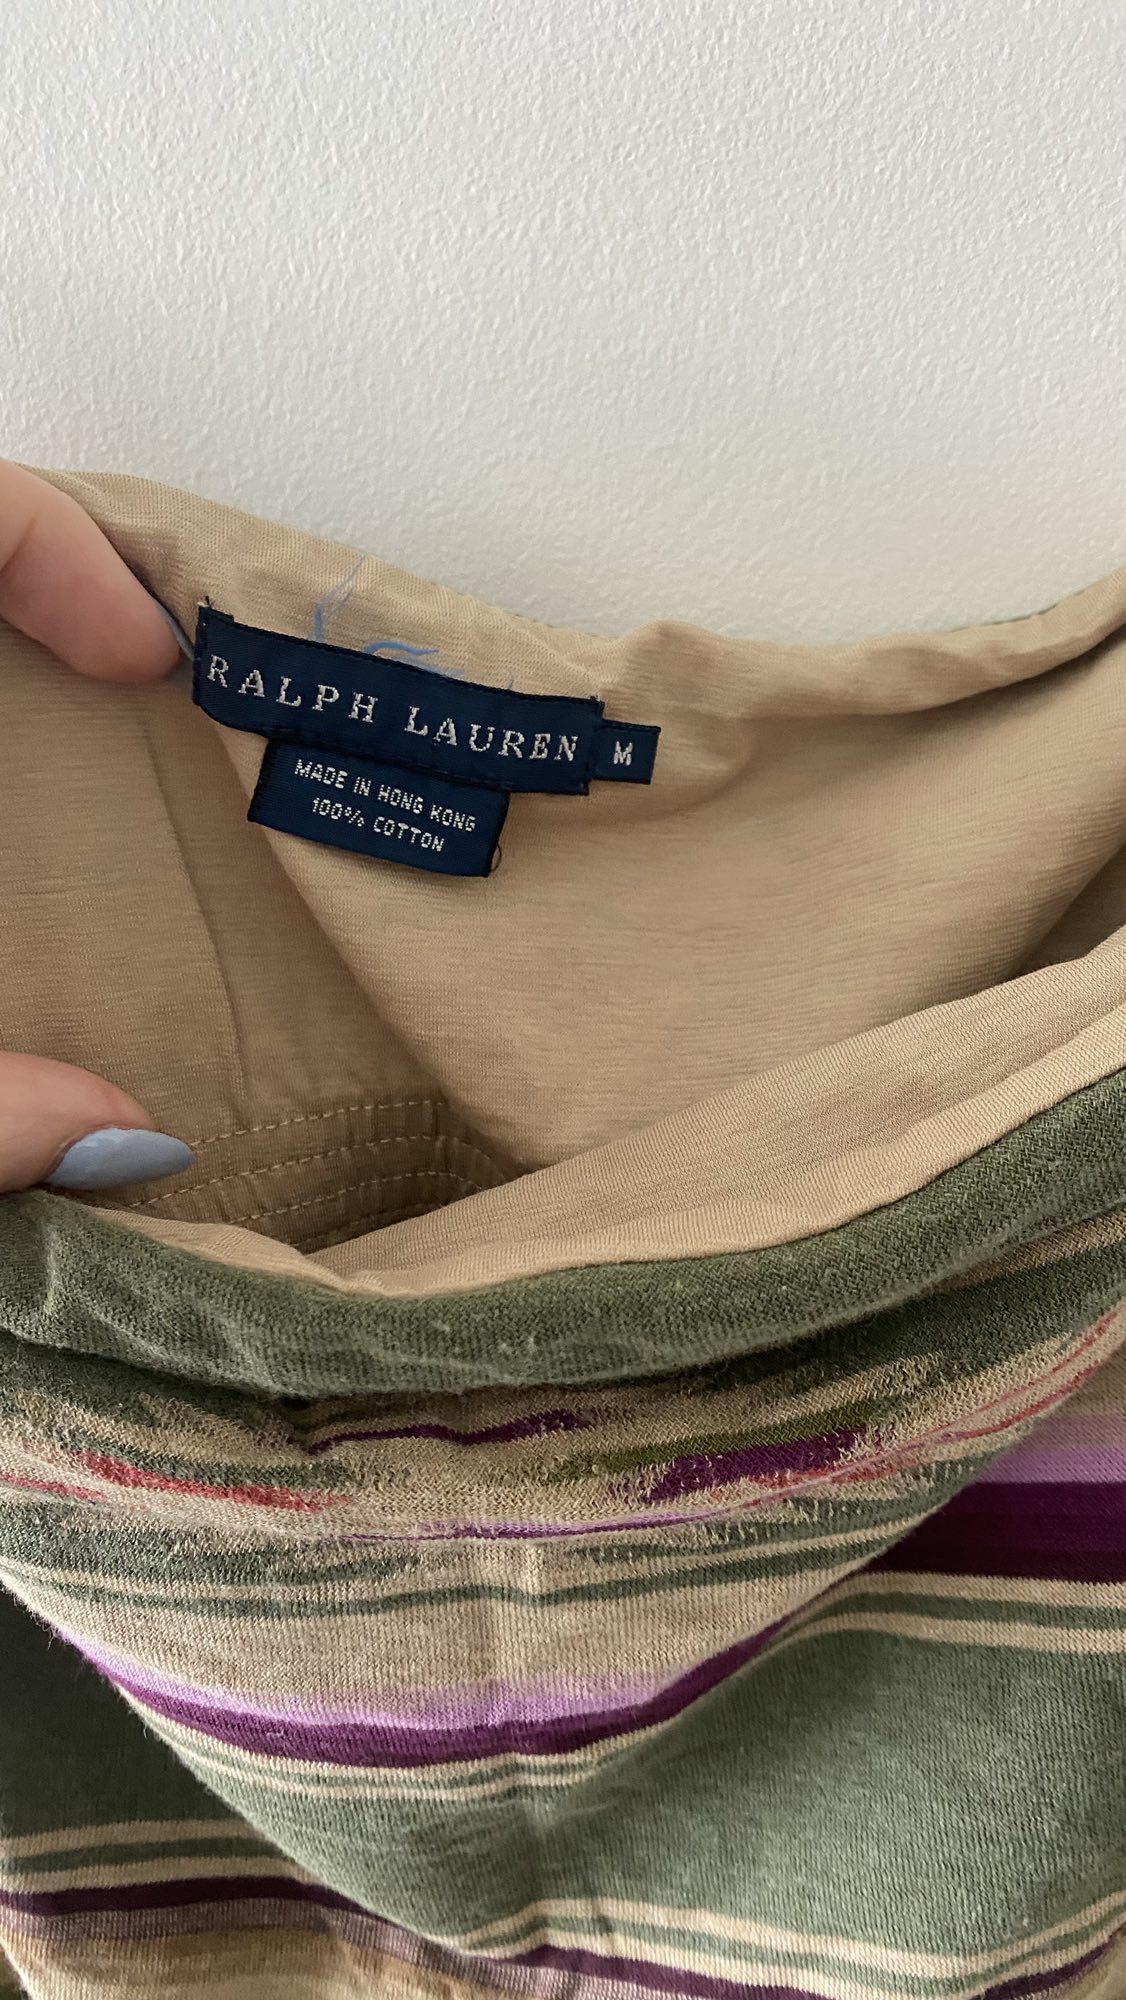 RALPH LAUREN
M
MADE IN HONG KONG
100% COTTON